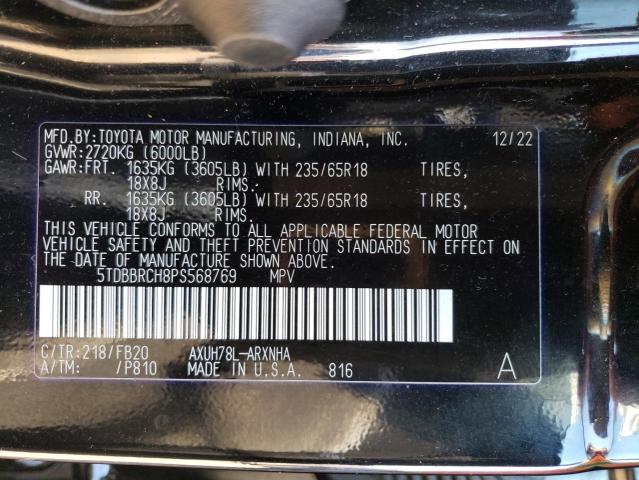 MFD.BY:TOYOTA MOTOR MANUFACTURING, INDIANA, INC. 12/22
GVWR:2720KG (6000LB)
GAWR:FRT. 1635KG (3605LB) WITH 235/65R18 TIRES,
18X8J RIMS.
RR. 1635KG (3605LB) WITH 235/65R18 TIRES,
18X8J RIMS.
THIS VEHICLE CONFORMS TO ALL APPLICABLE FEDERAL MOTOR
VEHICLE SAFETY AND THEFT PREVENTION STANDARDS IN EFFECT ON
THE DATE OF MANUFACTURE SHOWN ABOVE.
5TDBBRCH8PS568769 MPV
C/TR:218/FB20 AXUH78L-ARXNHA
A/TM: /P810 MADE IN U.S.A. 816 A